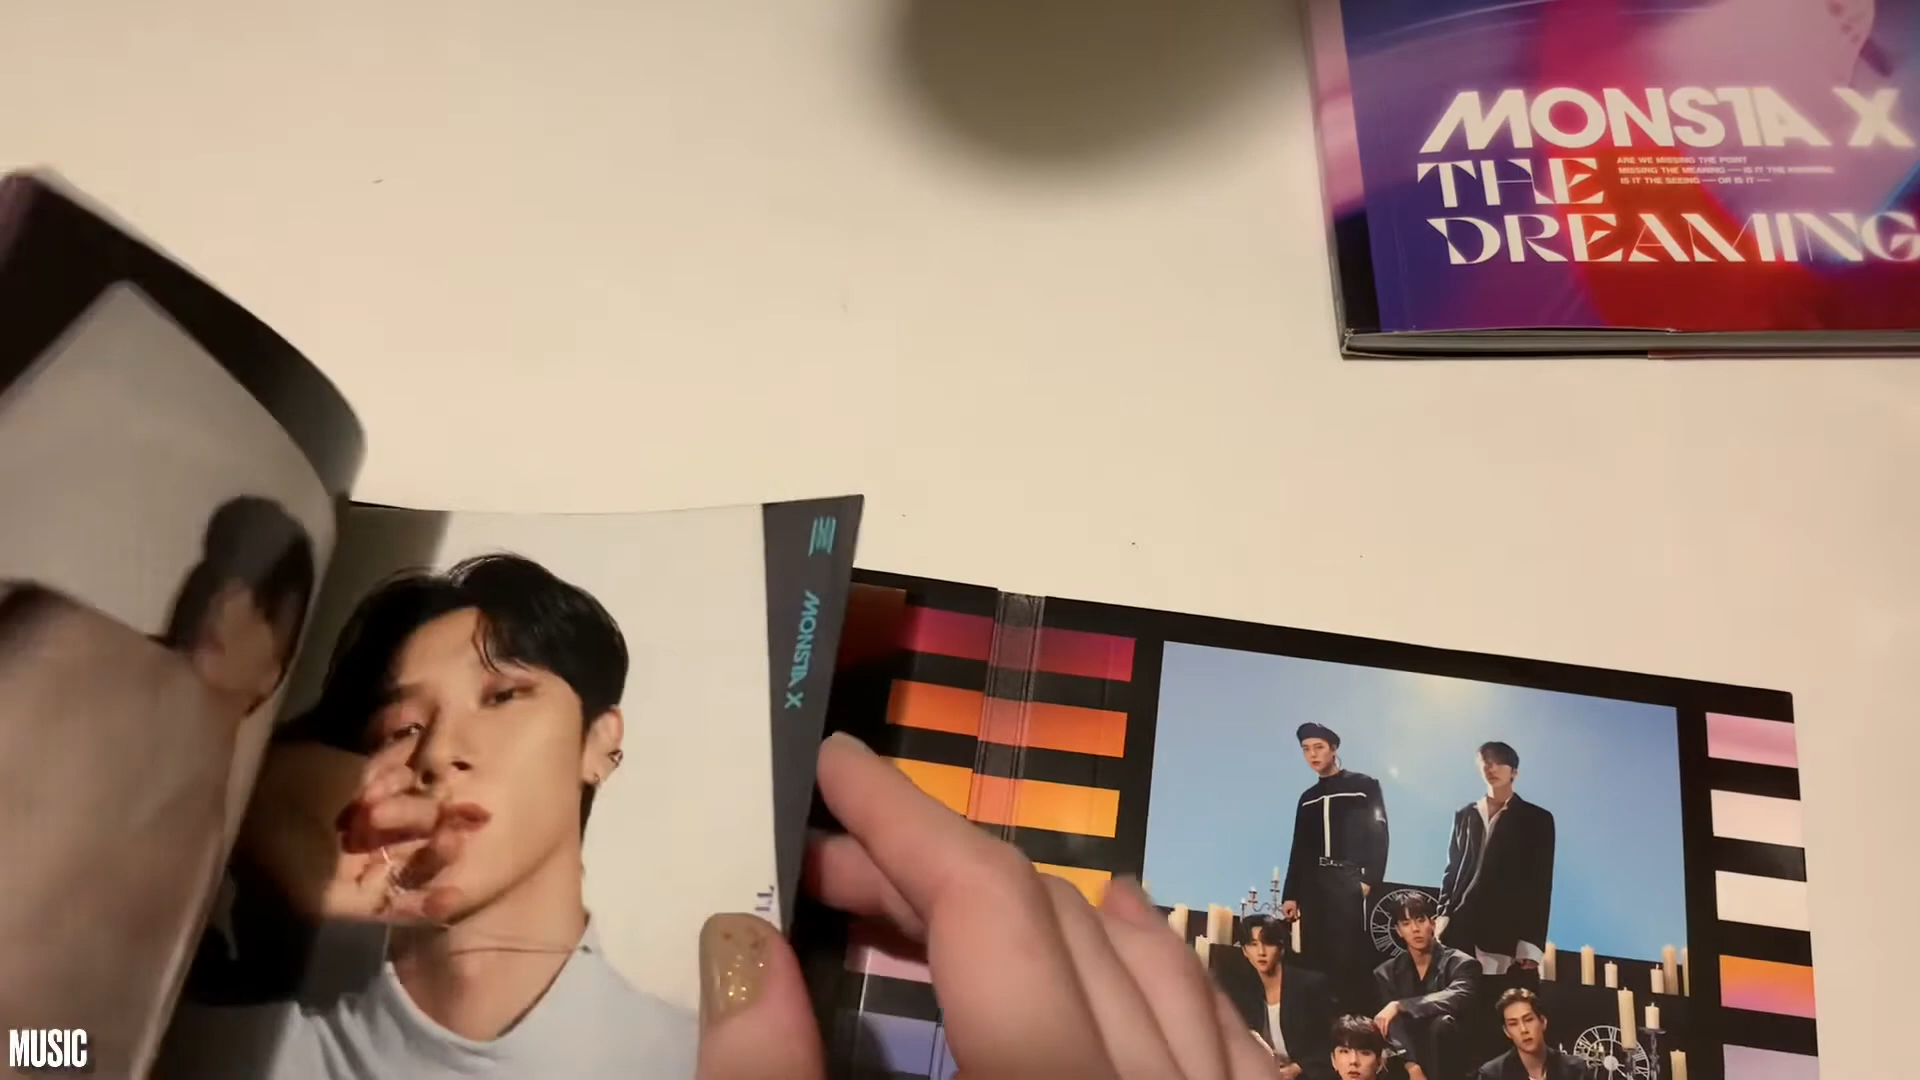 MONSTA X
THE
ARE WE MISSING THE POINT
MISSING THE MEANING — IS IT THE
IS IT THE SEEING — OR IS IT —
DREAMING
MONSTA X
MUSIC